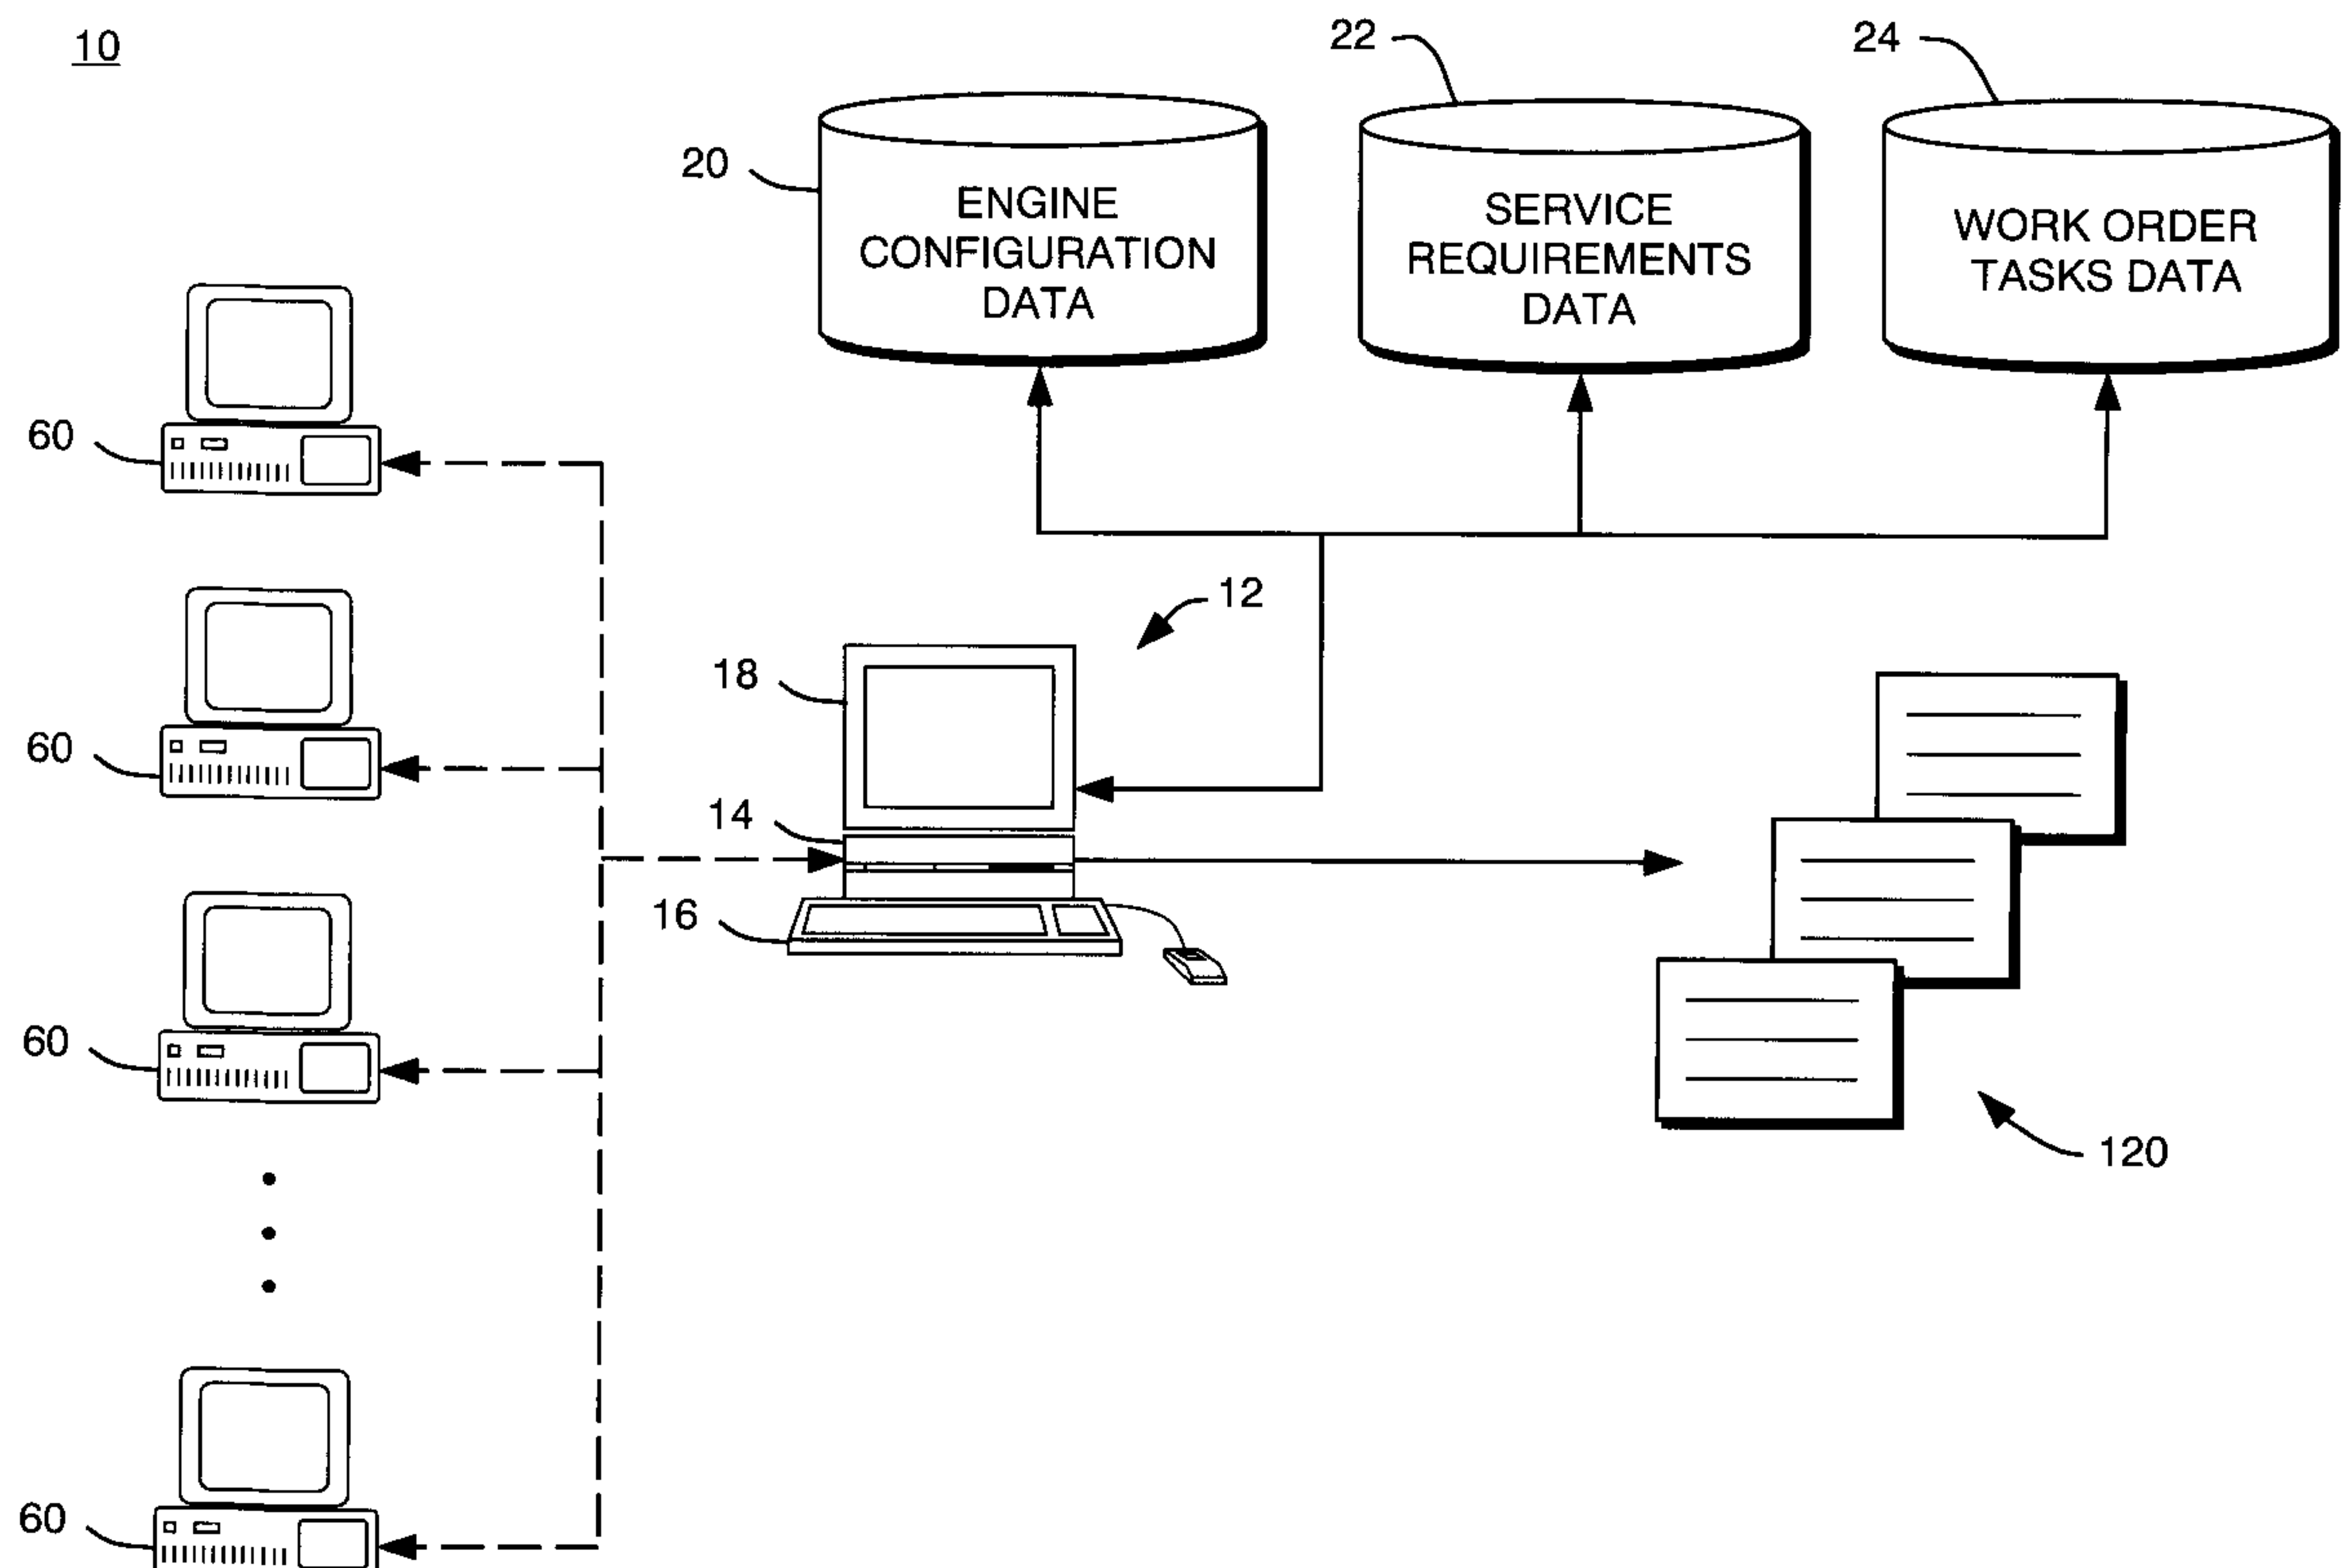 10
22
24
20
ENGINE
CONFIGURATION
DATA
SERVICE
REQUIREMENTS
DATA
WORK ORDER
TASKS DATA
60
12
18
60
14
16
60
120
60